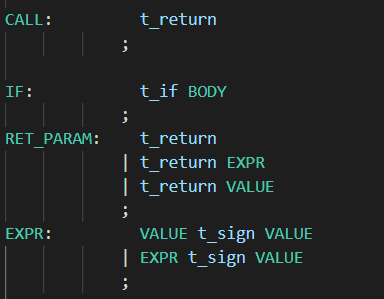 CALL: t_return
;
IF: t_if BODY
;
RET_PARAM: t_return
| t_return EXPR
| t_return VALUE
;
EXPR: VALUE t_sign VALUE
| EXPR t_sign VALUE
;